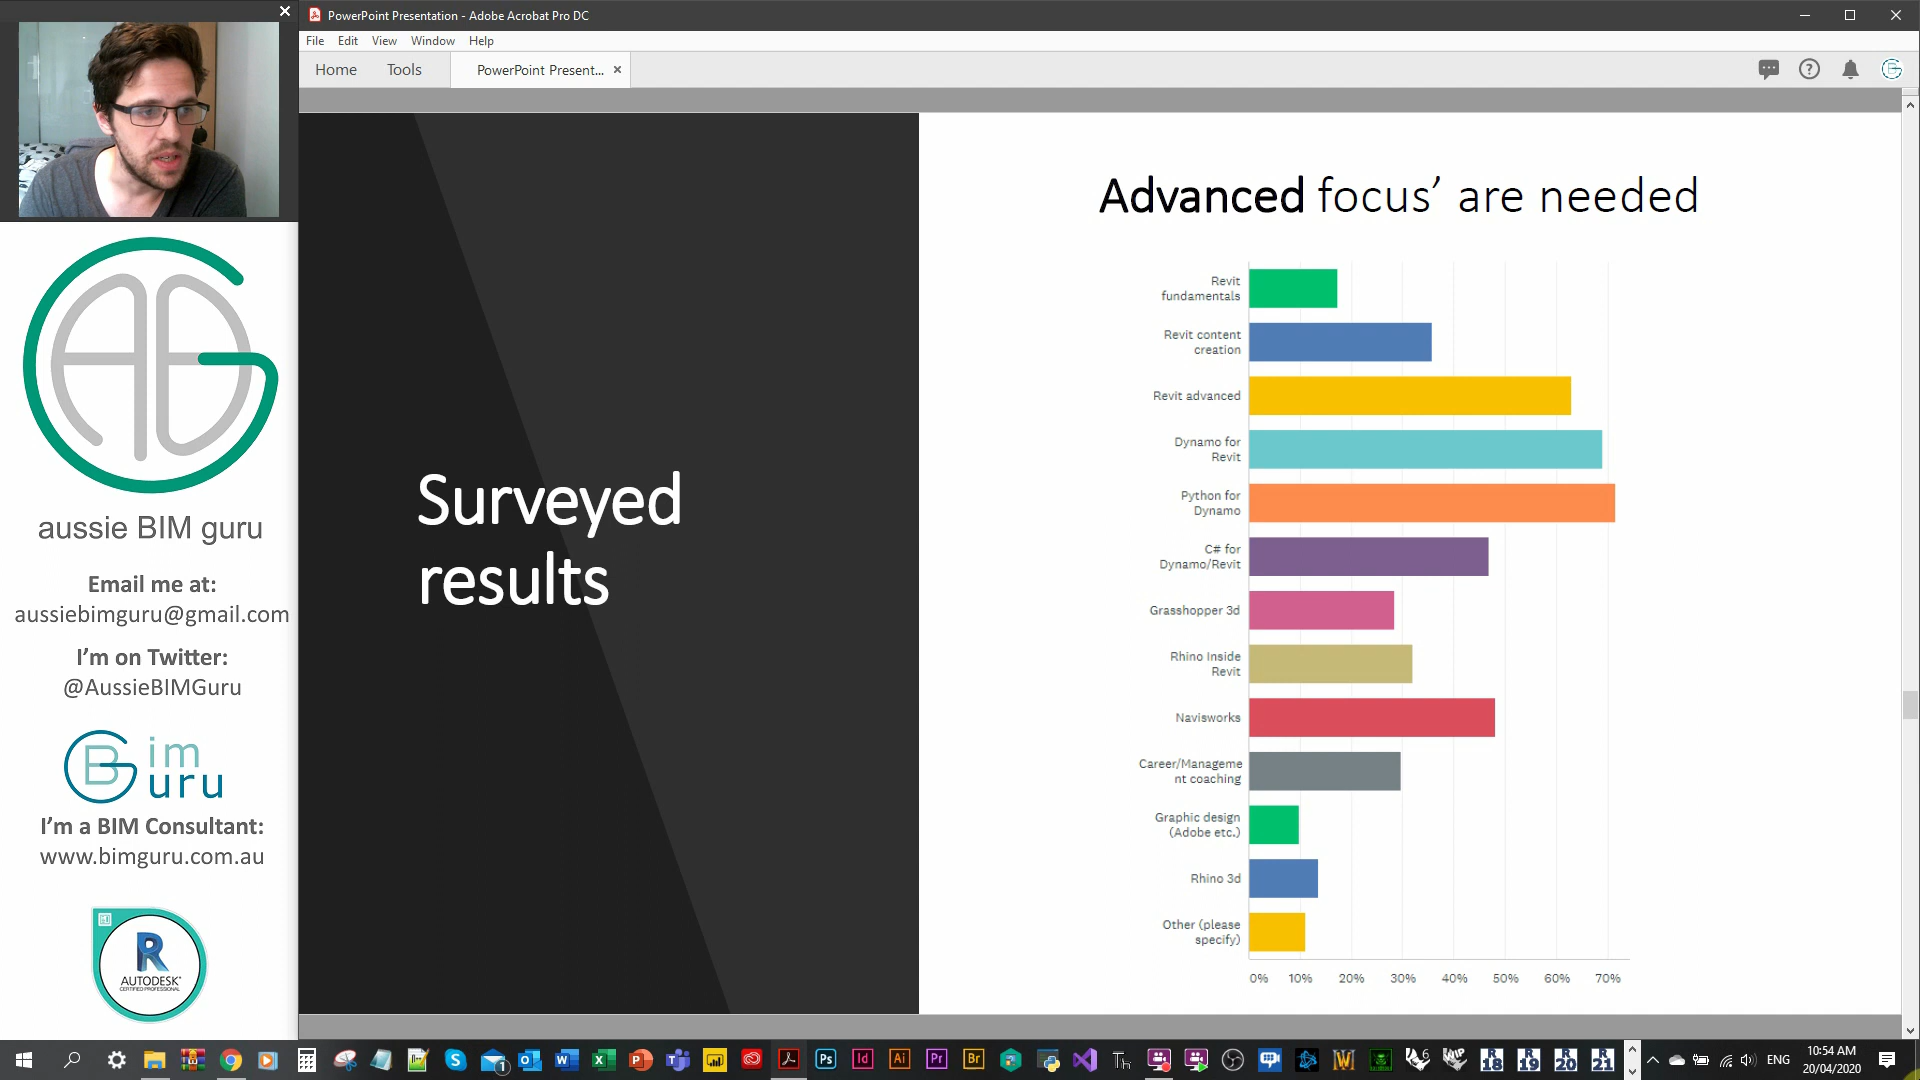 PowerPoint Presentation - Adobe Acrobat Pro DC
File Edit View Window Help
Home Tools PowerPoint Present...
aussie BIM guru
Email me at:
aussiebimguru@gmail.com
I'm on Twitter:
@AussieBIMGuru
BG im
uru
I'm a BIM Consultant:
www.bimguru.com.au
R
AUTODESK
CERTIFIED PROFESSIONAL
Surveyed
results
Advanced focus' are needed
Revit
fundamentals
Revit content
creation
Revit advanced
Dynamo for
Revit
Python for
Dynamo
C# for
Dynamo/Revit
Grasshopper 3d
Rhino Inside
Revit
Navisworks
Career/Manageme
nt coaching
Graphic design
(Adobe etc.)
Rhino 3d
Other (please
specify)
0% 10% 20% 30% 40% 50% 60% 70%
ENG
10:54 AM
20/04/2020